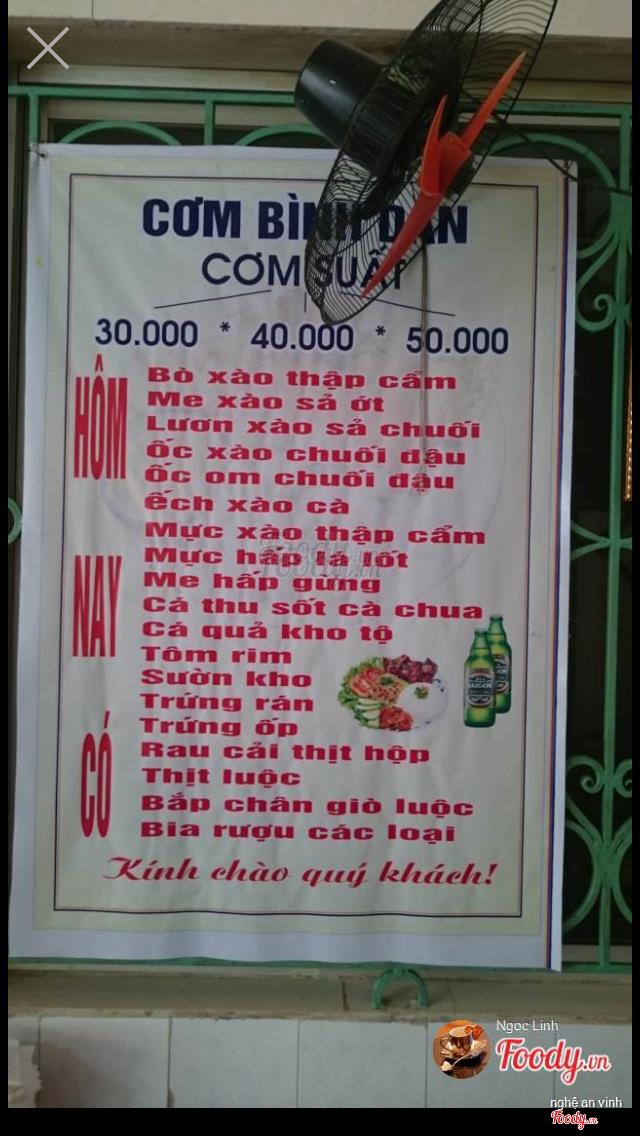 CƠM BÌNH DÂN
CƠM SUẤT
30.000 * 40.000 * 50.000
HÔM
NAY
CÓ
Bò xào thập cẩm
Me xào sả ớt
Lươn xào sả chuối
Ốc xào chuối đậu
Ốc om chuối đậu
ếch xào cà
Mực xào thập cẩm
Mực hấp lá lốt
Me hấp gừng
Cá thu sốt cà chua
Cá quả kho tộ
Tôm rim
Sườn kho
Trứng rán
Trứng ốp
Rau cải thịt hộp
Thịt luộc
Bắp chân giò luộc
Bia rượu các loại
Kính chào quý khách!
SAIGON
Foody.vn
Ngoc Linh
Foody.vn
nghệ an vinh
Foody.vn